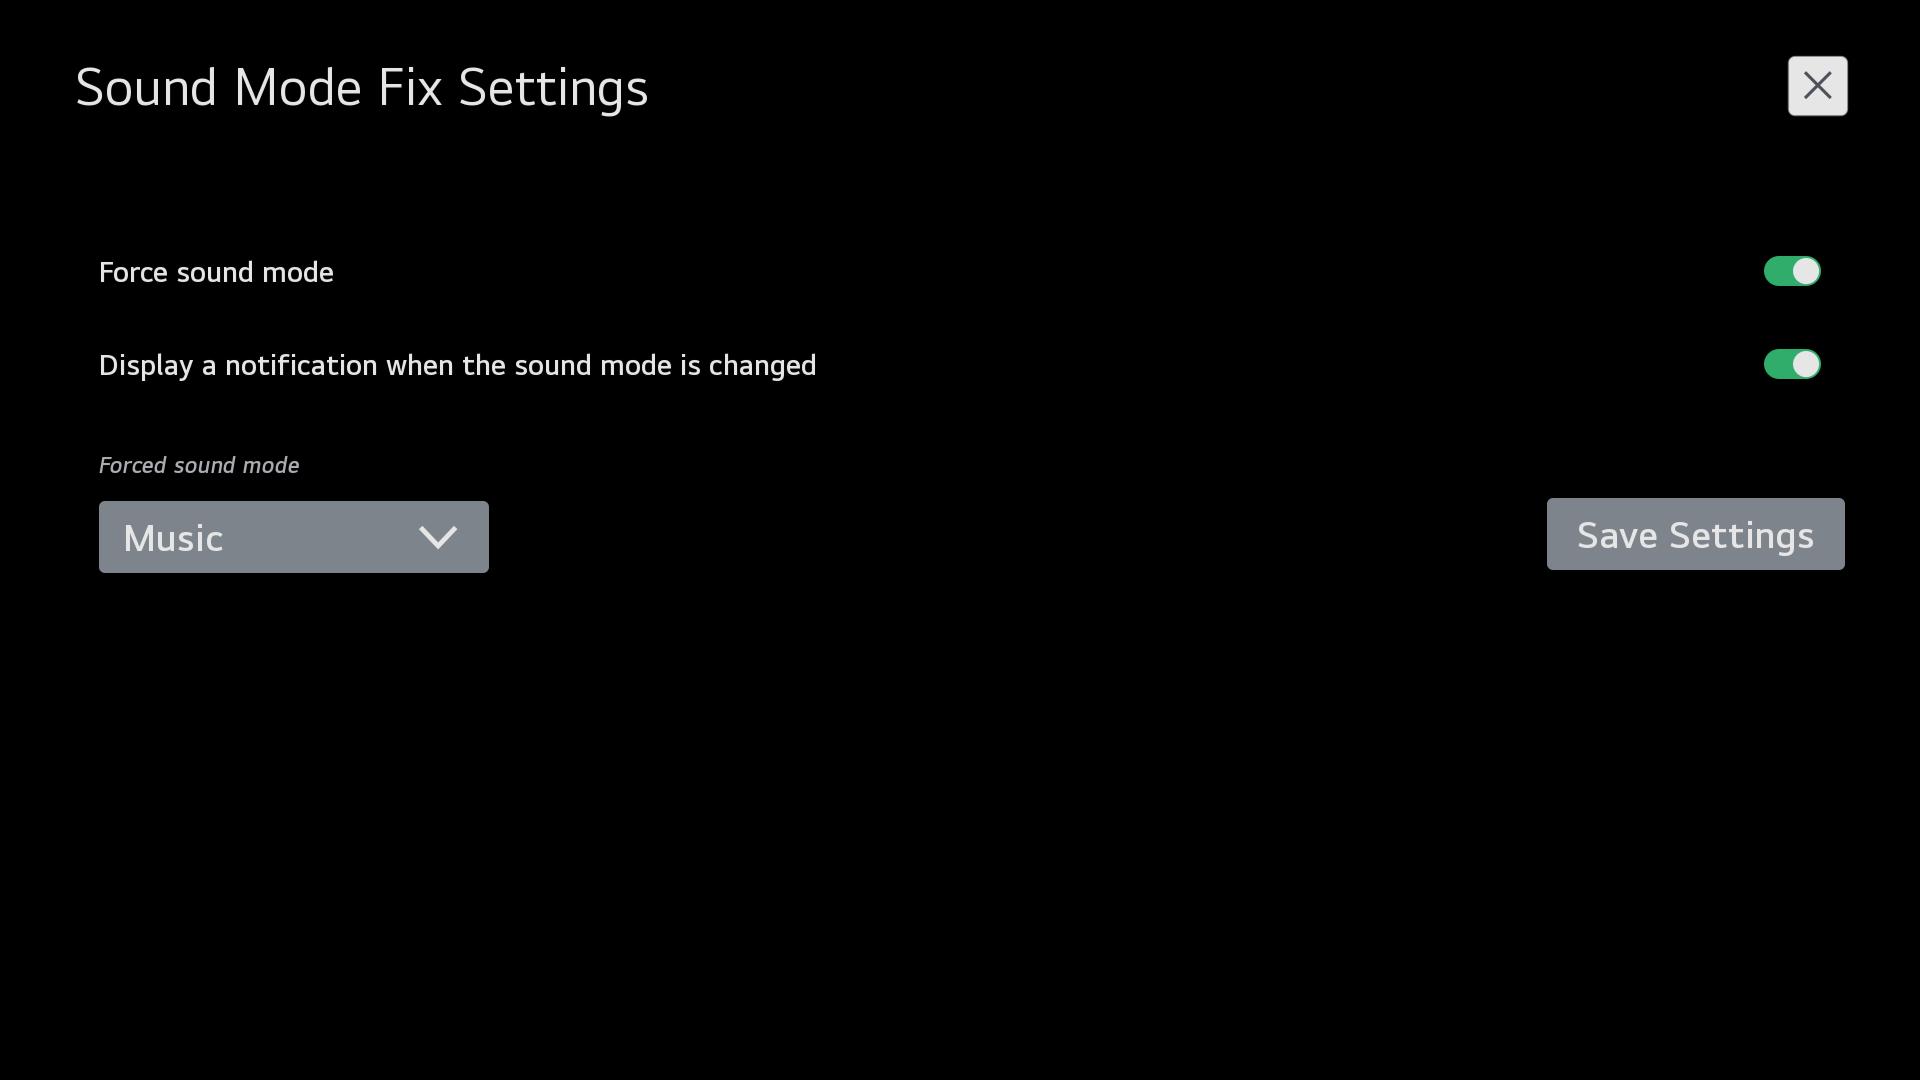 Sound Mode Fix Settings
Force sound mode
Display a notification when the sound mode is changed
Forced sound mode
Music
Save Settings